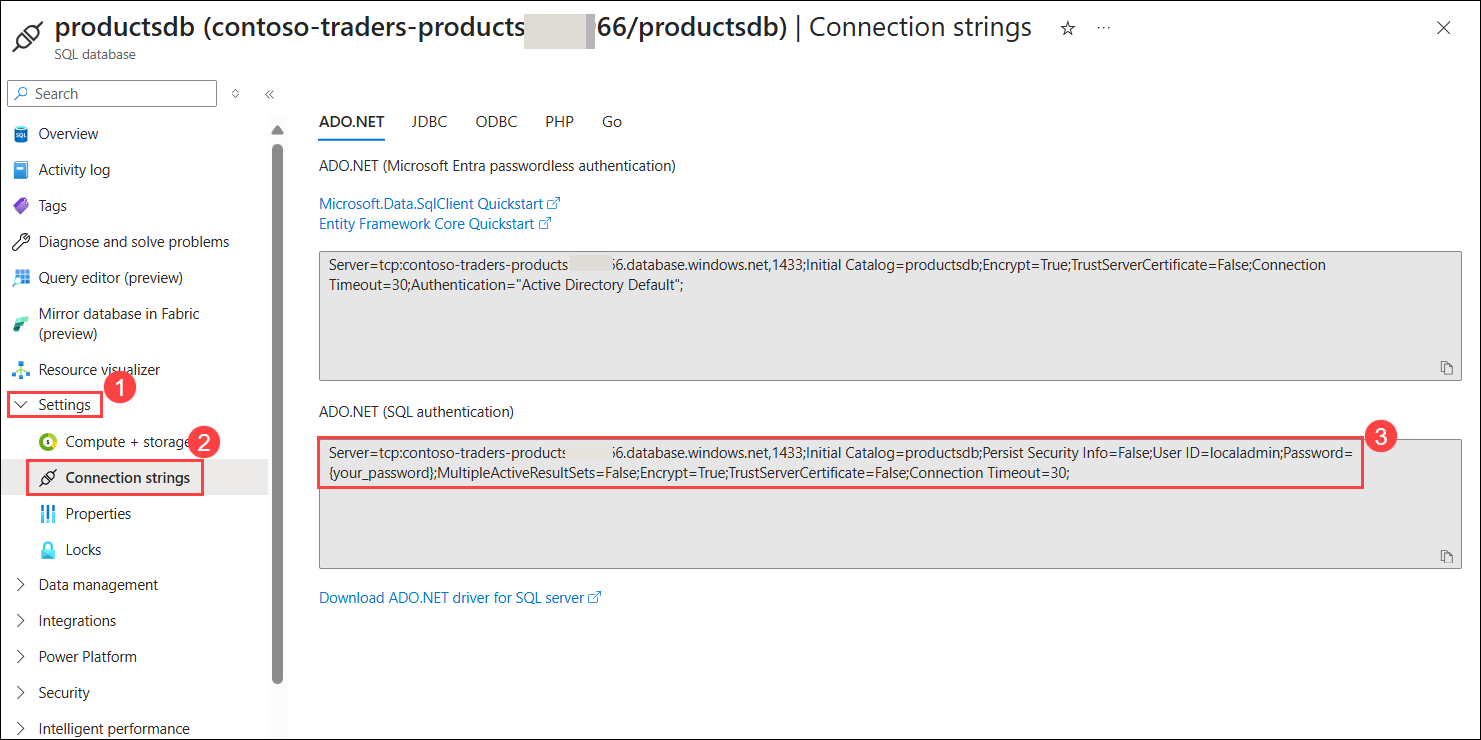 productsdb (contoso-traders-products 66/productsdb) | Connection strings
SQL database
Search
Overview
Activity log
Tags
Diagnose and solve problems
Query editor (preview)
Mirror database in Fabric
(preview)
Resource visualizer
1
Settings
Compute + storage
2
Connection strings
Properties
Locks
Data management
Integrations
Power Platform
Security
Intelligent performance
ADO.NET JDBC ODBC PHP Go
ADO.NET (Microsoft Entra passwordless authentication)
Microsoft.Data.SqlClient Quickstart
Entity Framework Core Quickstart
Server=tcp:contoso-traders-products 66.database.windows.net,1433;Initial Catalog=productsdb;Encrypt=True;TrustServerCertificate=False;Connection
Timeout=30;Authentication="Active Directory Default";
ADO.NET (SQL authentication)
3
Server=tcp:contoso-traders-products 66.database.windows.net,1433;Initial Catalog=productsdb;Persist Security Info=False;User ID=localadmin;Password=
{your_password};MultipleActiveResultSets=False;Encrypt=True;TrustServerCertificate=False;Connection Timeout=30;
Download ADO.NET driver for SQL server